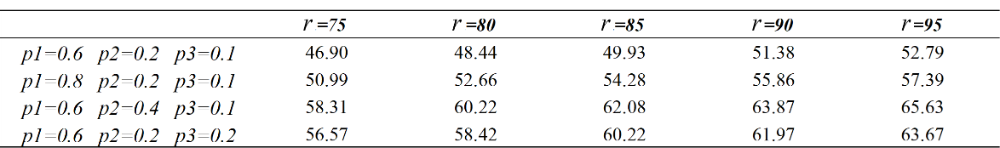 r =75 r =80 r =85 r =90 r =95
p1=0.6 p2=0.2 p3=0.1 46.90 48.44 49.93 51.38 52.79
p1=0.8 p2=0.2 p3=0.1 50.99 52.66 54.28 55.86 57.39
p1=0.6 p2=0.4 p3=0.1 58.31 60.22 62.08 63.87 65.63
p1=0.6 p2=0.2 p3=0.2 56.57 58.42 60.22 61.97 63.67